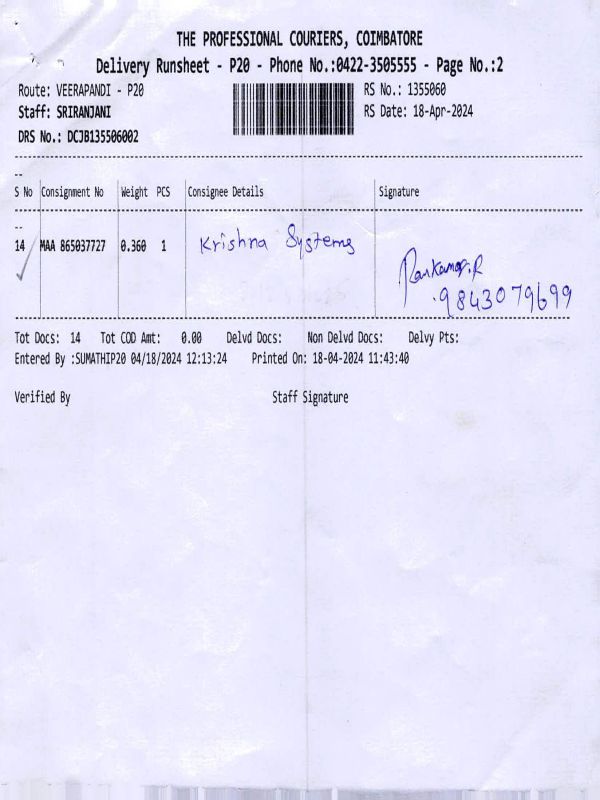 THE PROFESSIONAL COURIERS, COIMBATORE
Delivery Runsheet - P20 - Phone No.:0422-3505555 - Page No.:2
Route: VEERAPANDI - P20
RS No.: 1355060
Staff: SRIRANJANI
RS Date: 18-Apr-2024
DRS No.: DCJB135506002
--
S No Consignment No Weight PCS Consignee Details Signature
--
14 MAA 865037727 0.360 1 Krishna Systems
9843079699
Tot Docs: 14 Tot COD Amt: 0.00 Delvd Docs: Non Delvd Docs: Delvy Pts:
Entered By :SUMATHIP20 04/18/2024 12:13:24 Printed On: 18-04-2024 11:43:40
Verified By Staff Signature